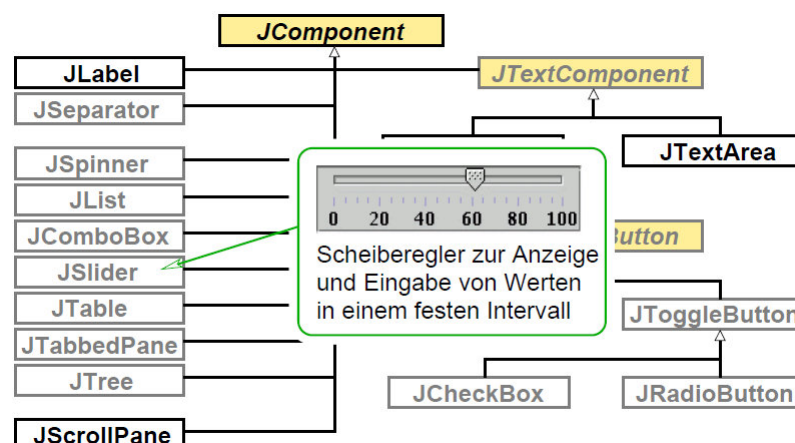 JComponent
JLabel
JTextComponent
JSeparator
JTextArea
JSpinner
JList
JComboBox
JSlider
JTable
JTabbedPane
JTree
JScrollPane
0 20 40 60 80 100
Scheiberegler zur Anzeige
und Eingabe von Werten
in einem festen Intervall
utton
JToggleButton
JCheckBox
JRadioButton